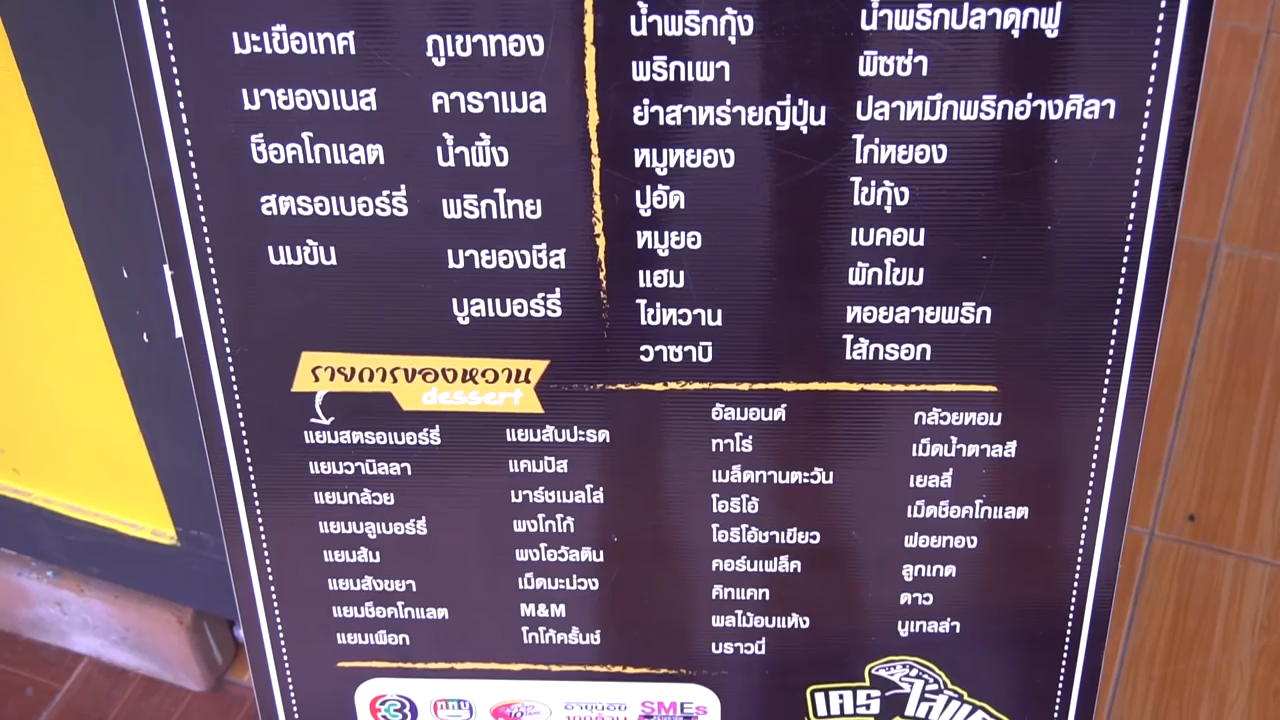 มะเขือเทศ
มายองเนส
ช็อคโกแลต
สตรอเบอร์รี่
นมข้น
ภูเขาทอง
คาราเมล
น้ำผึ้ง
พริกไทย
มายองชีส
บูลเบอร์รี่
น้ำพริกกุ้ง
พริกเผา
ยำสาหร่ายญี่ปุ่น
หมูหยอง
ปูอัด
หมูยอ
แฮม
ไข่หวาน
วาซาบิ
น้ำพริกปลาดุกฟู
พิซซ่า
ปลาหมึกพริกอ่างศิลา
ไก่หยอง
ไข่กุ้ง
เบคอน
ผักโขม
หอยลายพริก
ไส้กรอก
รายการของหวาน
dessert
แยมสตรอเบอร์รี่
แยมวานิลลา
แยมกล้วย
แยมบลูเบอร์รี่
แยมส้ม
แยมสังขยา
แยมช็อคโกแลต
แยมเผือก
แยมสับปะรด
แคมปัส
มาร์ชเมลโล่
ผงโกโก้
ผงโอวัลติน
เม็ดมะม่วง
M&M
โกโก้ครั้นช์
อัลมอนด์
ทาโร่
เมล็ดทานตะวัน
โอริโอ้
โอริโอ้ชาเขียว
คอร์นเฟล็ค
คิทแคท
ผลไม้อบแห้ง
บราวนี่
กล้วยหอม
เม็ดน้ำตาลสี
เยลลี่
เม็ดช็อคโกแลต
ฝอยทอง
ลูกเกด
ดาว
นูเทลล่า
3
อายุน้อย
100ล้าน
SMEs
เครป